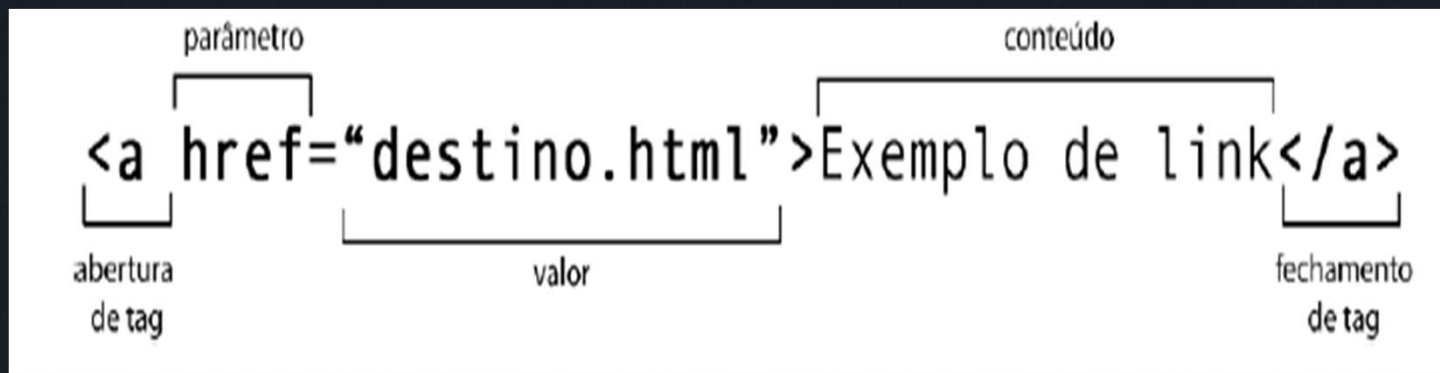 parâmetro
conteúdo
<a href=“destino.html”>Exemplo de link</a>
abertura
de tag
valor
fechamento
de tag